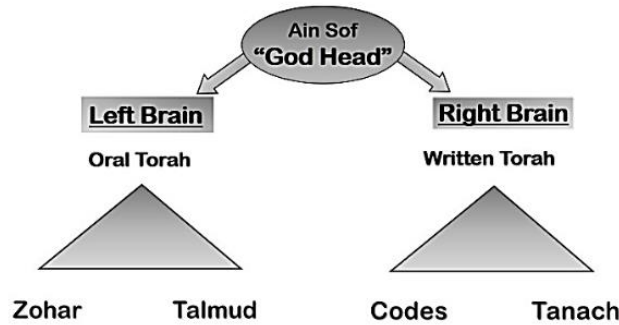 Ain Sof
“God Head”
Left Brain
Right Brain
Oral Torah
Written Torah
Zohar
Talmud
Codes
Tanach